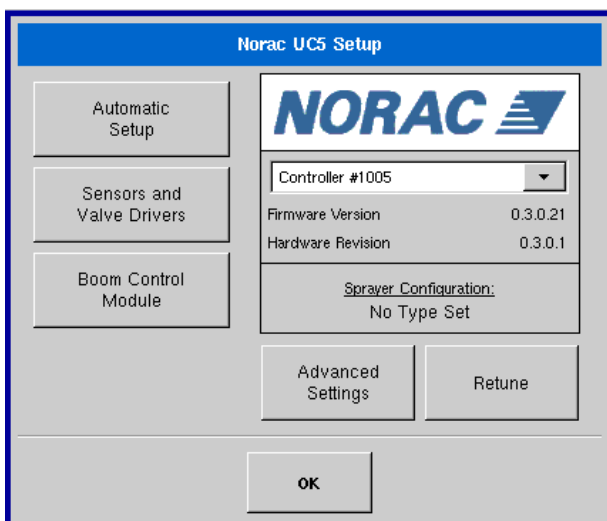 Norac UC5 Setup
Automatic
Setup
Sensors and
Valve Drivers
Boom Control
Module
NORAC
Controller #1005
Firmware Version 0.3.0.21
Hardware Revision 0.3.0.1
Sprayer Configuration:
No Type Set
Advanced
Settings
Retune
OK